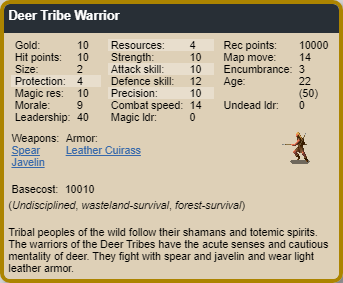 Deer Tribe Warrior
Gold: 10 Resources: 4 Rec points: 10000
Hit points: 10 Strength: 10 Map move: 14
Size: 2 Attack skill: 10 Encumbrance: 3
Protection: 4 Defence skill: 12 Age: 22
Magic res: 10 Precision: 10 (50)
Morale: 9 Combat speed: 14 Undead ldr: 0
Leadership: 40 Magic ldr: 0
Weapons: Armor:
Spear Leather Cuirass
Javelin
Basecost: 10010
(Undisciplined, wasteland-survival, forest-survival)
Tribal peoples of the wild follow their shamans and totemic spirits.
The warriors of the Deer Tribes have the acute senses and cautious
mentality of deer. They fight with spear and javelin and wear light
leather armor.